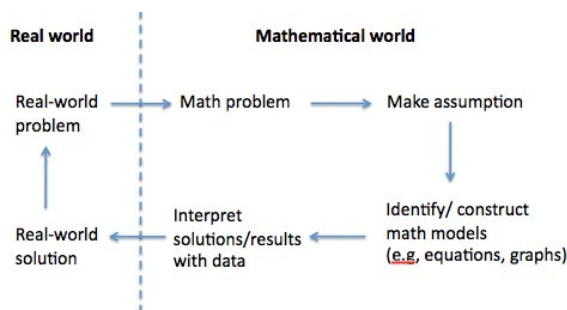 Real world
Mathematical world
Real-world
problem
Math problem
Make assumption
Real-world
solution
Interpret
solutions/results
with data
Identify/ construct
math models
(e.g, equations, graphs)